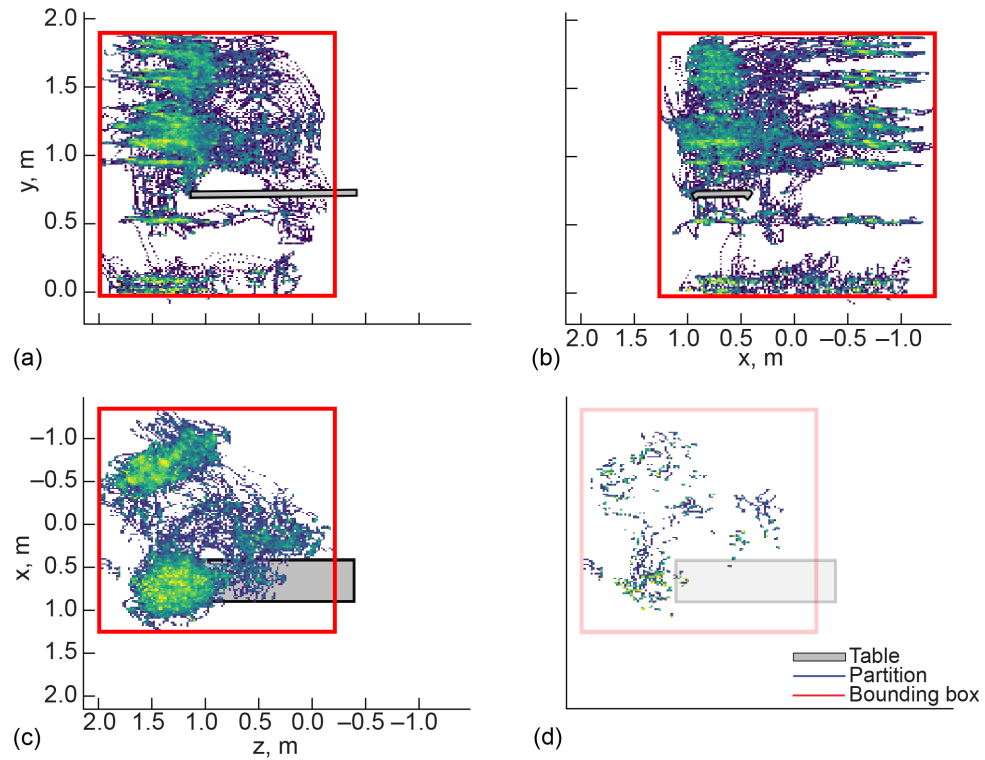 2.0
1.5
1.0
0.5
0.0
y, m
(a)
2.0 1.5 1.0 0.5 0.0 –0.5 –1.0
x, m
(b)
–1.0
–0.5
0.0
0.5
1.0
1.5
2.0
x, m
2.0 1.5 1.0 0.5 0.0 –0.5 –1.0
z, m
(c)
Table
Partition
Bounding box
(d)